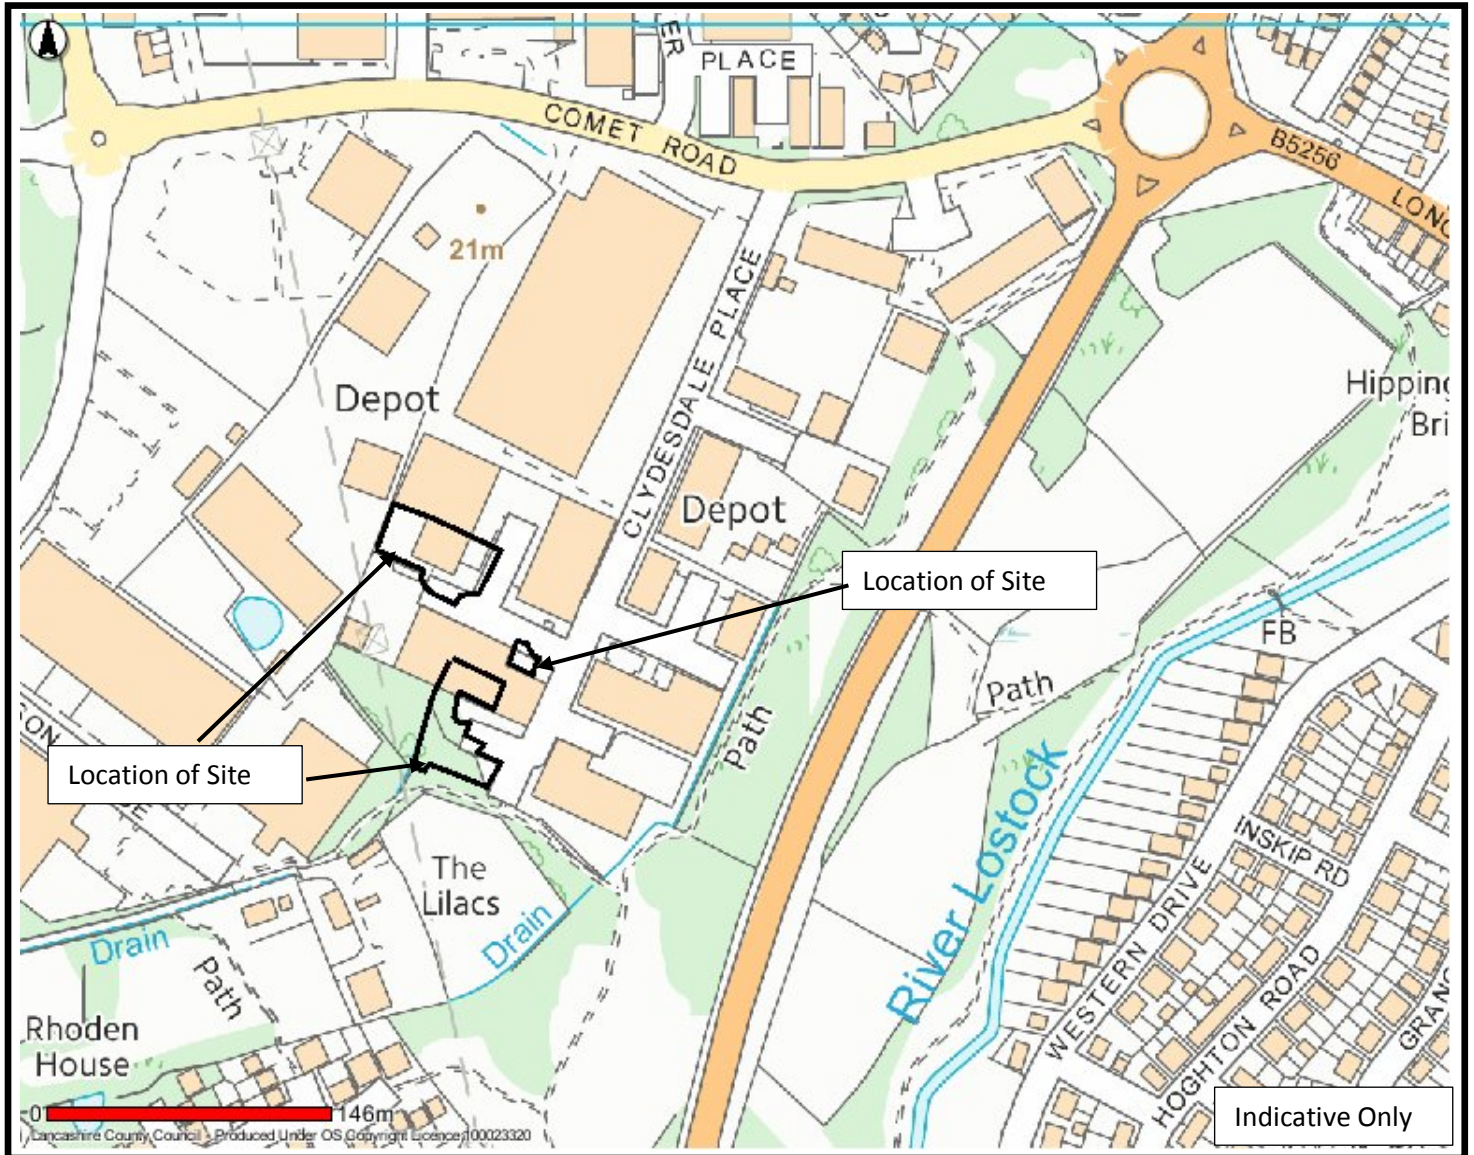 PLACE
COMET ROAD
B5256
LONG
21m
CLYDESDALE PLACE
Depot
Hipping
Bri
Depot
Location of Site
FB
Path
Path
Location of Site
The
Lilacs
Drain
Drain
Path
River Lostock
INSKIP RD
WESTERN DRIVE
HOGHTON ROAD
GRANG
Rhoden
House
0
146m
Indicative Only
Lancashire County Council - Produced Under OS Copyright Licence 100023320